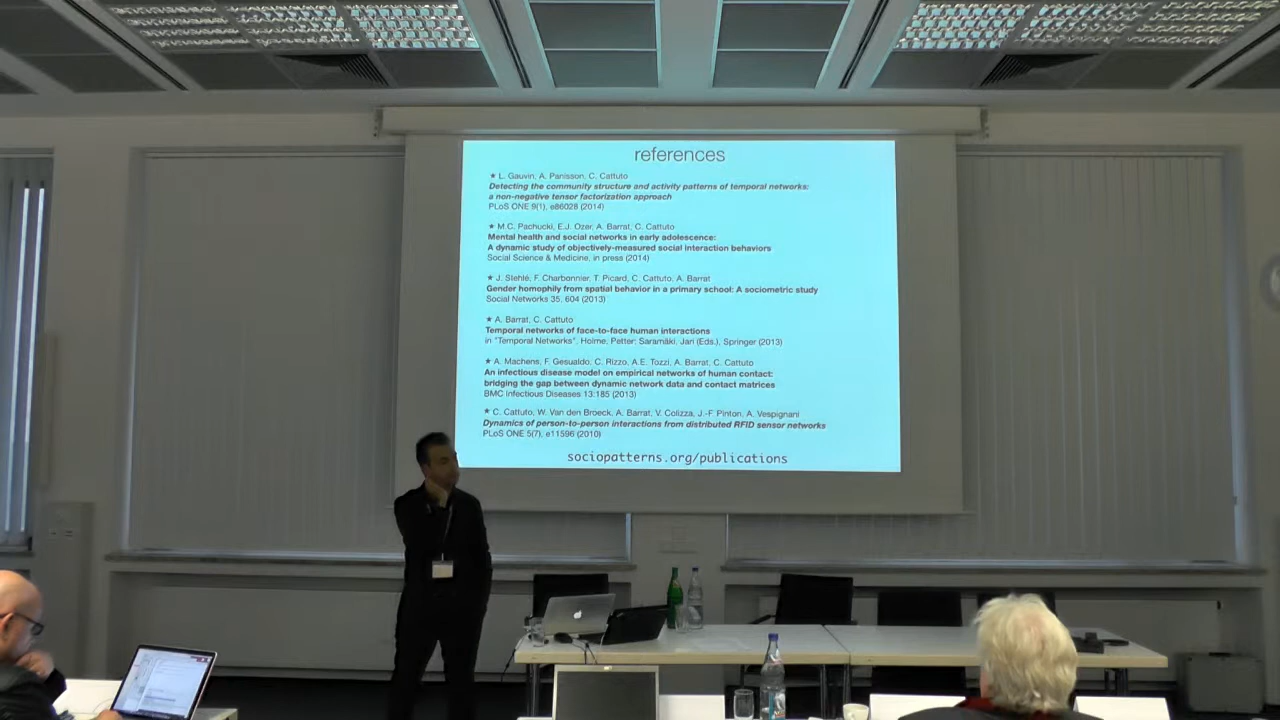 references
★ L. Gauvin, A. Panisson, C. Cattuto
Detecting the community structure and activity patterns of temporal networks:
a non-negative tensor factorization approach
PLoS ONE 9(1), e86028 (2014)
★ M.C. Pachucki, E.J. Ozer, A. Barrat, C. Cattuto
Mental health and social networks in early adolescence:
A dynamic study of objectively-measured social interaction behaviors
Social Science & Medicine, in press (2014)
★ J. Stehlé, F. Charbonnier, T. Picard, C. Cattuto, A. Barrat
Gender homophily from spatial behavior in a primary school: A sociometric study
Social Networks 35, 604 (2013)
★ A. Barrat, C. Cattuto
Temporal networks of face-to-face human interactions
in "Temporal Networks", Holme, Petter; Saramäki, Jari (Eds.), Springer (2013)
★ A. Machens, F. Gesualdo, C. Rizzo, A.E. Tozzi, A. Barrat, C. Cattuto
An infectious disease model on empirical networks of human contact:
bridging the gap between dynamic network data and contact matrices
BMC Infectious Diseases 13:185 (2013)
★ C. Cattuto, W. Van den Broeck, A. Barrat, V. Colizza, J.-F. Pinton, A. Vespignani
Dynamics of person-to-person interactions from distributed RFID sensor networks
PLoS ONE 5(7), e11596 (2010)
sociopatterns.org/publications